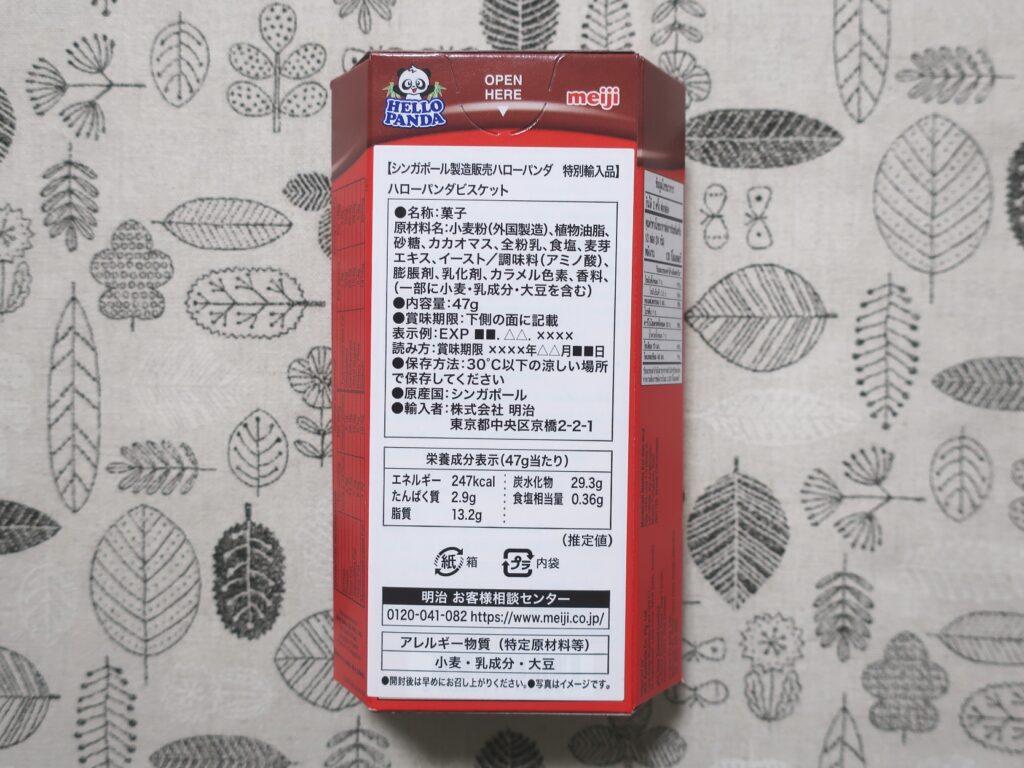 HELLO
PANDA
OPEN
HERE
meiji
【シンガポール製造販売ハローパンダ　特別輸入品】
ハローパンダビスケット
●名称：菓子
原材料名：小麦粉(外国製造)、植物油脂、
砂糖、カカオマス、全粉乳、食塩、麦芽
エキス、イースト／調味料(アミノ酸)、
膨脹剤、乳化剤、カラメル色素、香料、
(一部に小麦・乳成分・大豆を含む)
●内容量：47g
●賞味期限：下側の面に記載
表示例：EXP ■■. △△. ××××
読み方：賞味期限 ××××年△△月■■日
●保存方法：30℃以下の涼しい場所
で保存してください
●原産国：シンガポール
●輸入者：株式会社 明治
東京都中央区京橋2-2-1
栄養成分表示(47g当たり)
エネルギー 247kcal 炭水化物 29.3g
たんぱく質 2.9g 食塩相当量 0.36g
脂質 13.2g
(推定値)
紙 箱 プラ 内袋
明治 お客様相談センター
0120-041-082 https://www.meiji.co.jp/
アレルギー物質（特定原材料等）
小麦・乳成分・大豆
●開封後は早めにお召し上がりください。●写真はイメージです。